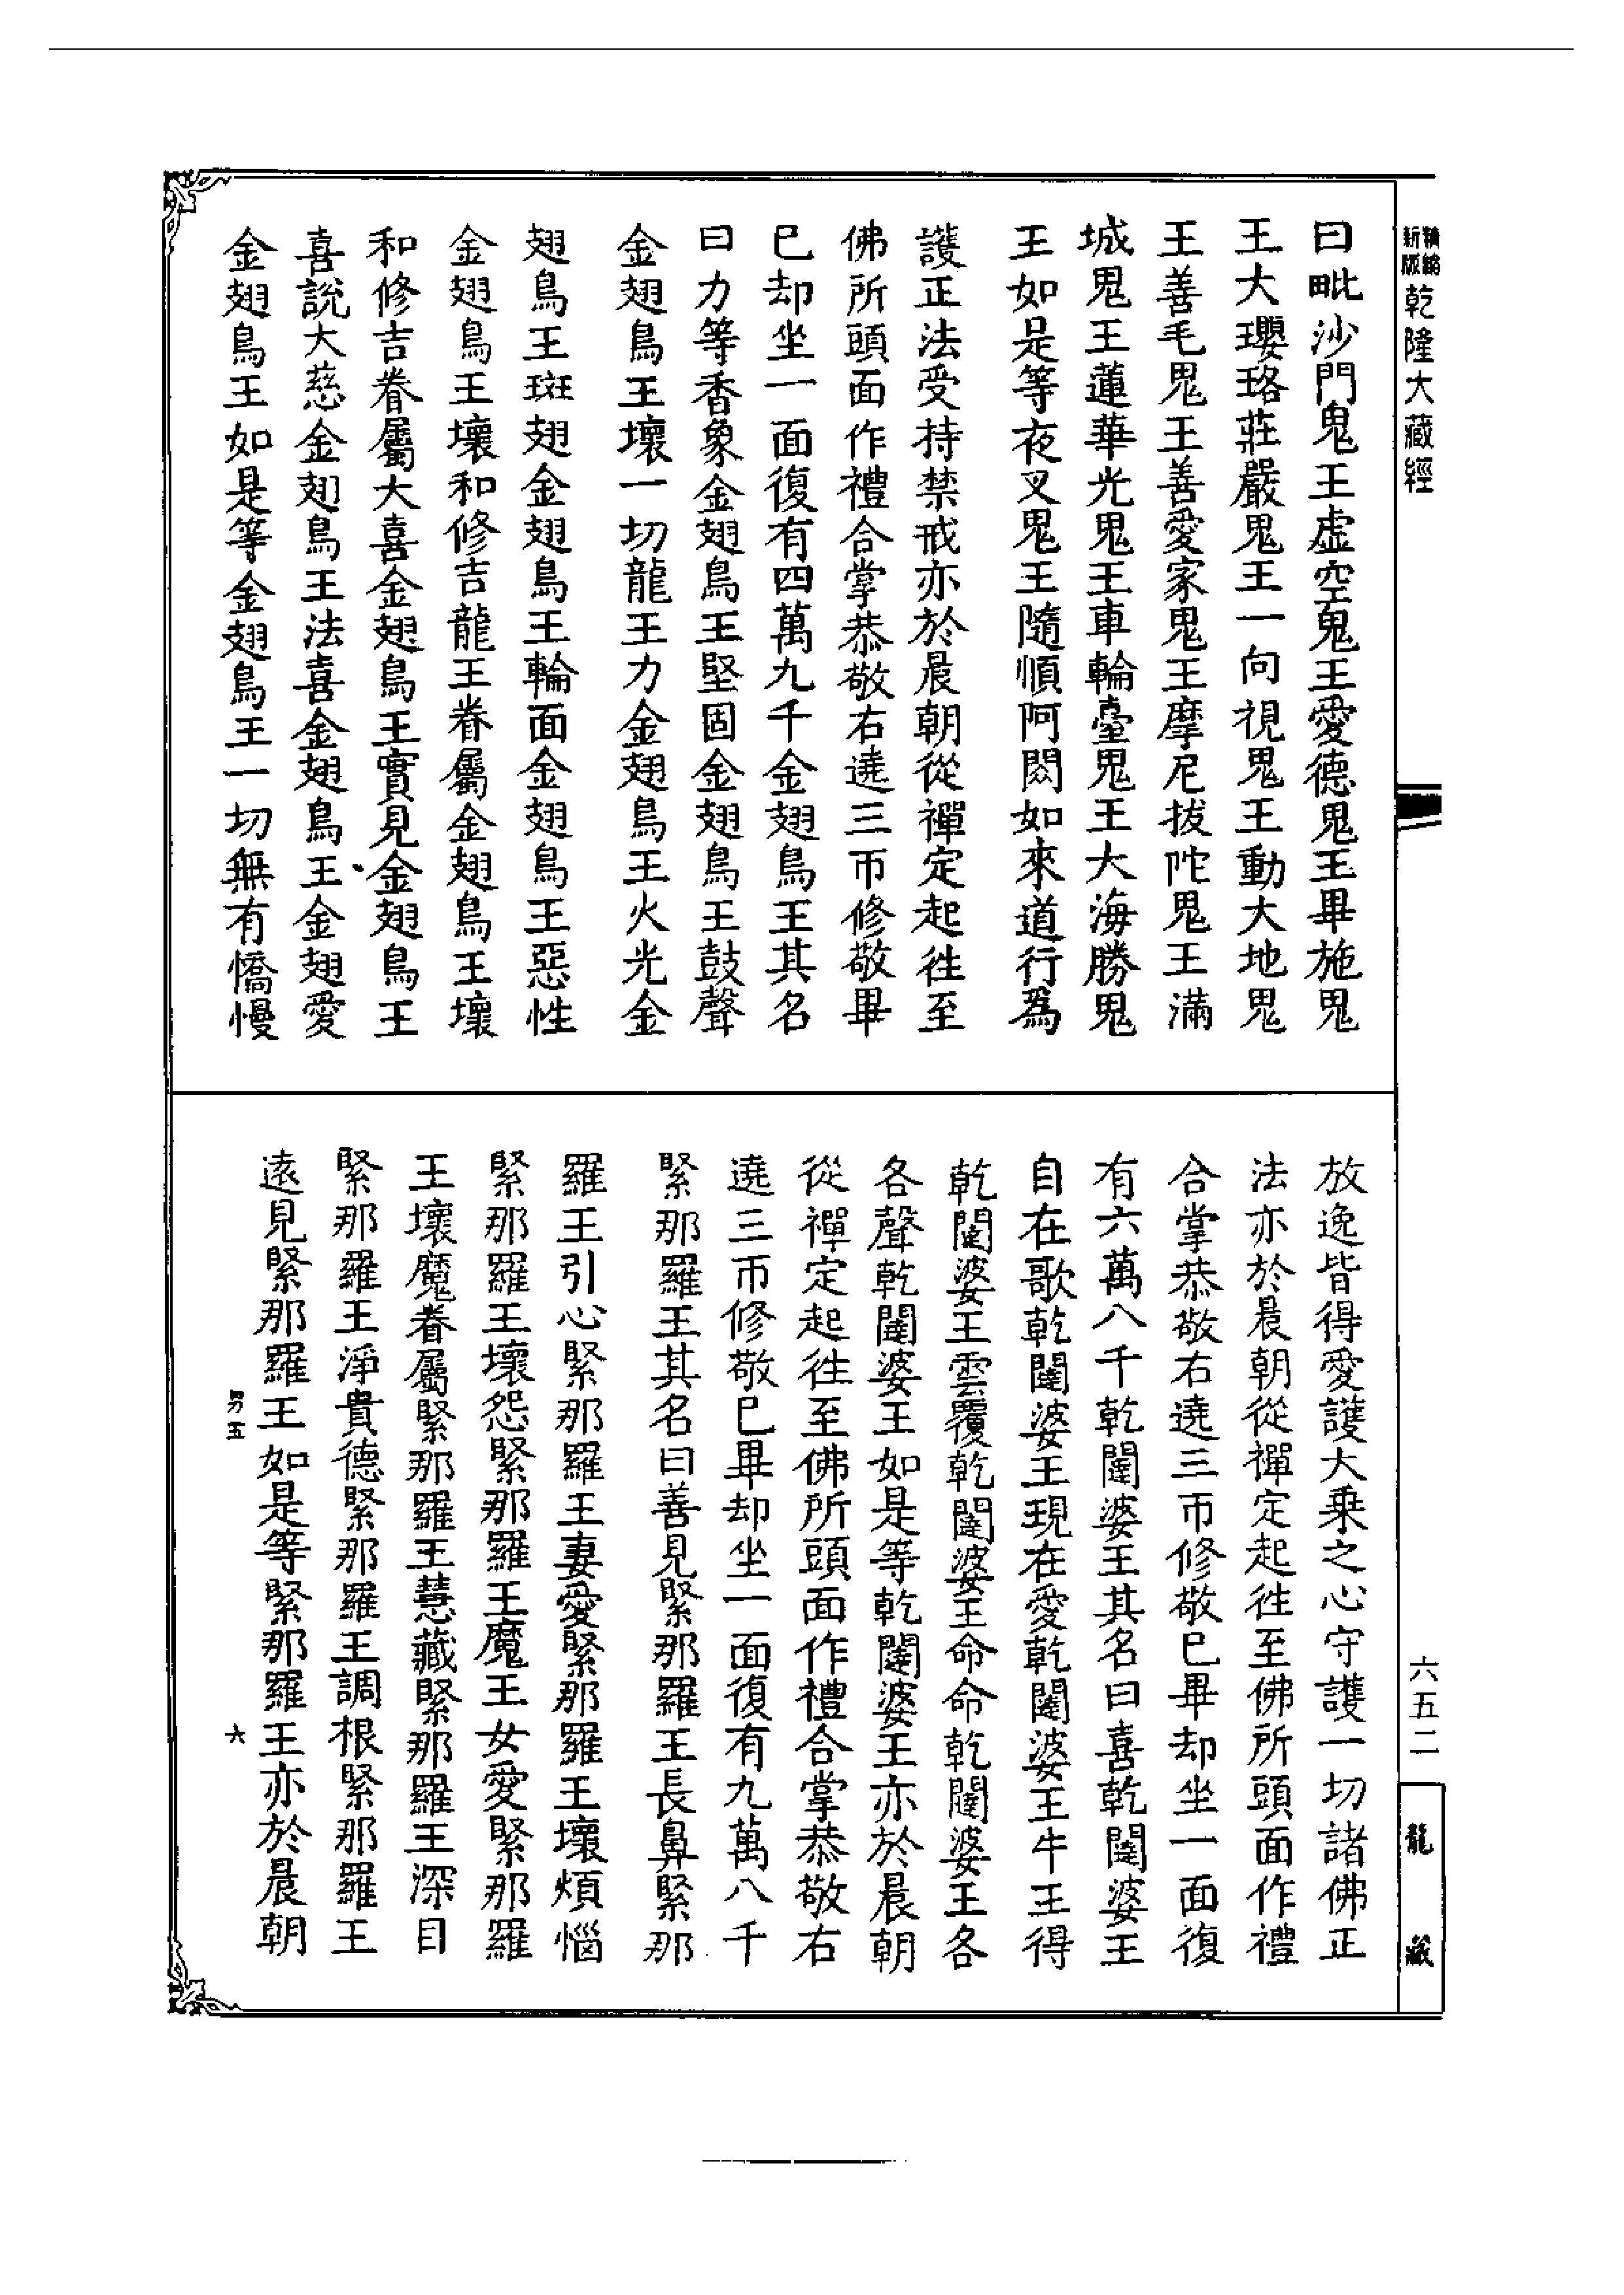 精縮
新版
乾隆大藏經
曰毗沙門鬼王虛空鬼王愛德鬼王畢施鬼
王大瓔珞莊嚴鬼王一向視鬼王動大地鬼
王善毛鬼王善愛家鬼王摩尼拔陀鬼王滿
城鬼王蓮華光鬼王車輪臺鬼王大海勝鬼
王如是等夜叉鬼王隨順阿閦如來道行為
護正法受持禁戒亦於晨朝從禪定起往至
佛所頭面作禮合掌恭敬右遶三帀修敬畢
已却坐一面復有四萬九千金翅鳥王其名
曰力等香象金翅鳥王堅固金翅鳥王鼓聲
金翅鳥王壞一切龍王力金翅鳥王火光金
翅鳥王斑翅金翅鳥王輪面金翅鳥王惡性
金翅鳥王壞和修吉龍王眷屬金翅鳥王壞
和修吉眷屬大喜金翅鳥王實見金翅鳥王
喜說大慈金翅鳥王法喜金翅鳥王金翅愛
金翅鳥王如是等金翅鳥王一切無有憍慢
放逸皆得愛護大乘之心守護一切諸佛正
法亦於晨朝從禪定起往至佛所頭面作禮
合掌恭敬右遶三帀修敬已畢却坐一面復
有六萬八千乾闥婆王其名曰喜乾闥婆王
自在歌乾闥婆王現在愛乾闥婆王牛王得
乾闥婆王雲覆乾闥婆王命命乾闥婆王各
各聲乾闥婆王如是等乾闥婆王亦於晨朝
從禪定起往至佛所頭面作禮合掌恭敬右
遶三帀修敬已畢却坐一面復有九萬八千
緊那羅王其名曰善見緊那羅王長鼻緊那
羅王引心緊那羅王妻愛緊那羅王壞煩惱
緊那羅王壞怨緊那羅王魔王女愛緊那羅
王壞魔眷屬緊那羅王慧藏緊那羅王深目
緊那羅王淨貴德緊那羅王調根緊那羅王
遠見緊那羅王如是等緊那羅王亦於晨朝
五
六
六五二
龍藏